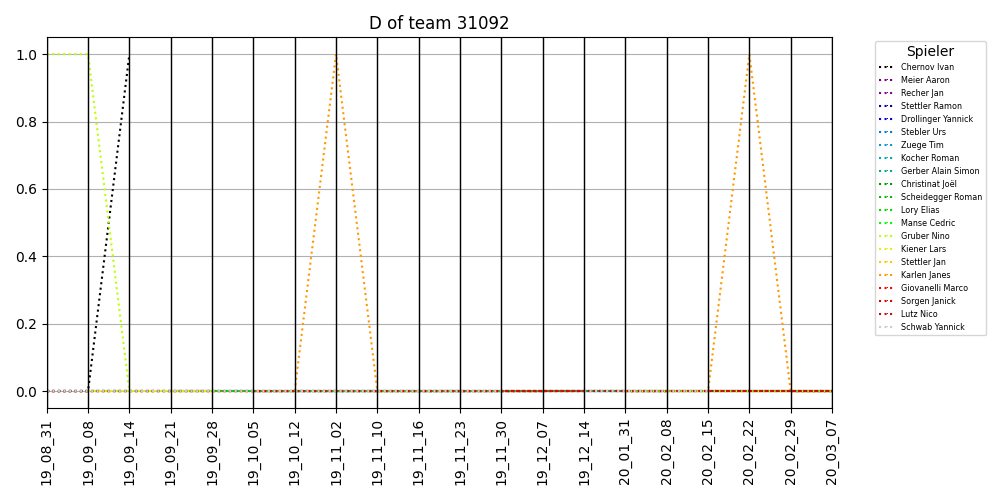 D of team 31092
1.0
0.8
0.6
0.4
0.2
0.0
19_08_31
19_09_08
19_09_14
19_09_21
19_09_28
19_10_05
19_10_12
19_11_02
19_11_10
19_11_16
19_11_23
19_11_30
19_12_07
19_12_14
20_01_31
20_02_08
20_02_15
20_02_22
20_02_29
20_03_07
Spieler
Chernov Ivan
Meier Aaron
Recher Jan
Stettler Ramon
Drollinger Yannick
Stebler Urs
Zuege Tim
Kocher Roman
Gerber Alain Simon
Christinat Joël
Scheidegger Roman
Lory Elias
Manse Cedric
Gruber Nino
Kiener Lars
Stettler Jan
Karlen Janes
Giovanelli Marco
Sorgen Janick
Lutz Nico
Schwab Yannick